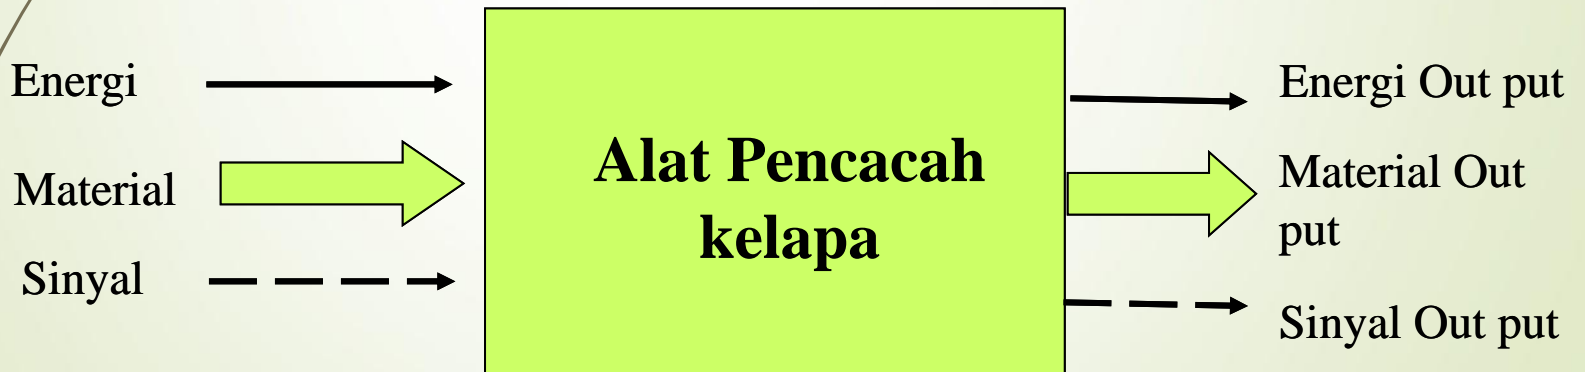 Energi
Material
Sinyal
Alat Pencacah
kelapa
Energi Out put
Material Out
put
Sinyal Out put